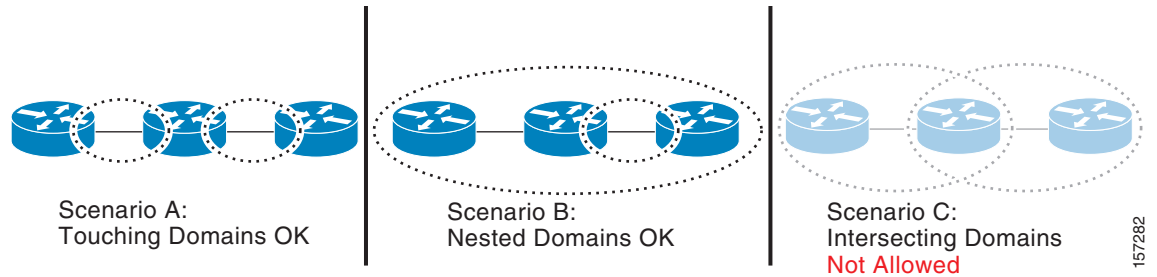 Scenario A:
Touching Domains OK
Scenario B:
Nested Domains OK
Scenario C:
Intersecting Domains
Not Allowed
157282